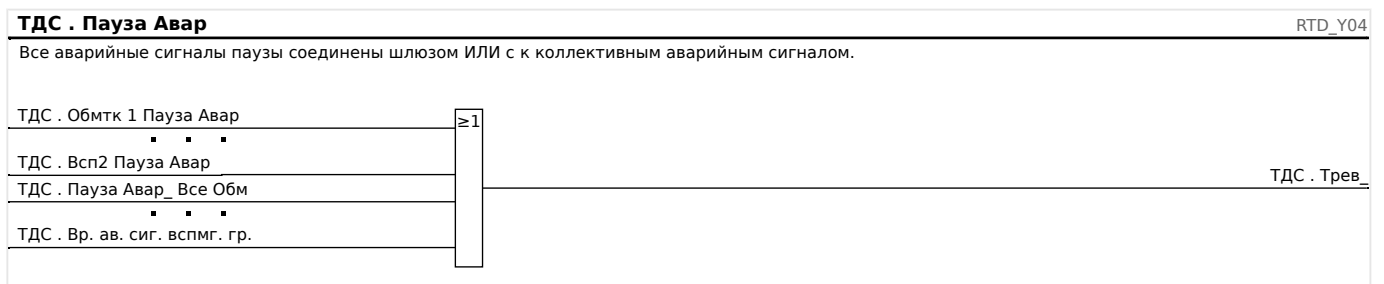 ТДС . Пауза Авар
RTD_Y04
Все аварийные сигналы паузы соединены шлюзом ИЛИ с к коллективным аварийным сигналом.
ТДС . Обмтк 1 Пауза Авар
≥1
ТДС . Всп2 Пауза Авар
ТДС . Трев_
ТДС . Пауза Авар_ Все Обм
ТДС . Вр. ав. сиг. вспмг. гр.